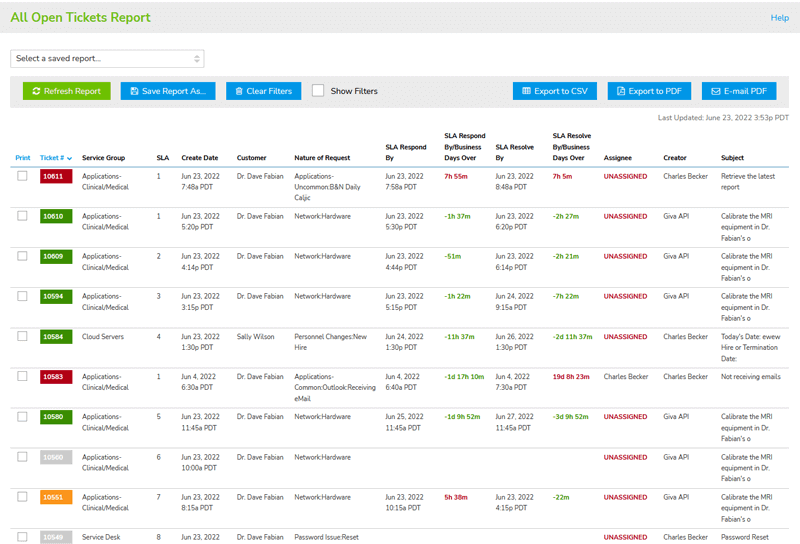 All Open Tickets Report
Help
Select a saved report...
Refresh Report
Save Report As...
Clear Filters
Show Filters
Export to CSV
Export to PDF
E-mail PDF
Last Updated: June 23, 2022 3:53p PDT
Print Ticket # Service Group SLA Create Date Customer Nature of Request SLA Respond By SLA Respond By/Business Days Over SLA Resolve By SLA Resolve By/Business Days Over Assignee Creator Subject
10611 Applications- 1 Jun 23, 2022 Dr. Dave Fabian Applications- Jun 23, 2022 7h 55m Jun 23, 2022 7h 5m UNASSIGNED Charles Becker Retrieve the latest
Clinical/Medical 7:48a PDT Uncommon:B&N Daily 7:58a PDT 8:48a PDT report
Caljic
10610 Applications- 1 Jun 23, 2022 Dr. Dave Fabian Network:Hardware Jun 23, 2022 -1h 37m Jun 23, 2022 -2h 27m UNASSIGNED Giva API Calibrate the MRI
Clinical/Medical 5:20p PDT 5:30p PDT 6:20p PDT equipment in Dr.
Fabian's o
10609 Applications- 2 Jun 23, 2022 Dr. Dave Fabian Network:Hardware Jun 23, 2022 -51m Jun 23, 2022 -2h 21m UNASSIGNED Giva API Calibrate the MRI
Clinical/Medical 4:14p PDT 4:44p PDT 6:14p PDT equipment in Dr.
Fabian's o
10594 Applications- 3 Jun 23, 2022 Dr. Dave Fabian Network:Hardware Jun 23, 2022 -1h 22m Jun 24, 2022 -7h 22m UNASSIGNED Giva API Calibrate the MRI
Clinical/Medical 3:15p PDT 5:15p PDT 9:15a PDT equipment in Dr.
Fabian's o
10584 Cloud Servers 4 Jun 23, 2022 Sally Wilson Personnel Changes:New Jun 24, 2022 -11h 37m Jun 26, 2022 -2d 11h 37m UNASSIGNED Charles Becker Today's Date: ewew
1:30p PDT Hire 1:30p PDT 1:30p PDT Hire or Termination
Date:
10583 Applications- 1 Jun 4, 2022 Dr. Dave Fabian Applications- Jun 4, 2022 -1d 17h 10m Jun 4, 2022 19d 8h 23m Charles Becker Charles Becker Not receiving emails
Clinical/Medical 6:30a PDT Common:Outlook:Receiving 6:40a PDT 7:30a PDT
eMail
10580 Applications- 5 Jun 23, 2022 Dr. Dave Fabian Network:Hardware Jun 25, 2022 -1d 9h 52m Jun 27, 2022 -3d 9h 52m UNASSIGNED Giva API Calibrate the MRI
Clinical/Medical 11:45a PDT 11:45a PDT 11:45a PDT equipment in Dr.
Fabian's o
10560 Applications- 6 Jun 23, 2022 Dr. Dave Fabian Network:Hardware UNASSIGNED Giva API Calibrate the MRI
Clinical/Medical 10:00a PDT equipment in Dr.
Fabian's o
10551 Applications- 7 Jun 23, 2022 Dr. Dave Fabian Network:Hardware Jun 23, 2022 5h 38m Jun 23, 2022 -22m UNASSIGNED Giva API Calibrate the MRI
Clinical/Medical 8:15a PDT 10:15a PDT 4:15p PDT equipment in Dr.
Fabian's o
10549 Service Desk 8 Jun 23, 2022 Dr. Dave Fabian Password Issue:Reset UNASSIGNED Charles Becker Password Reset